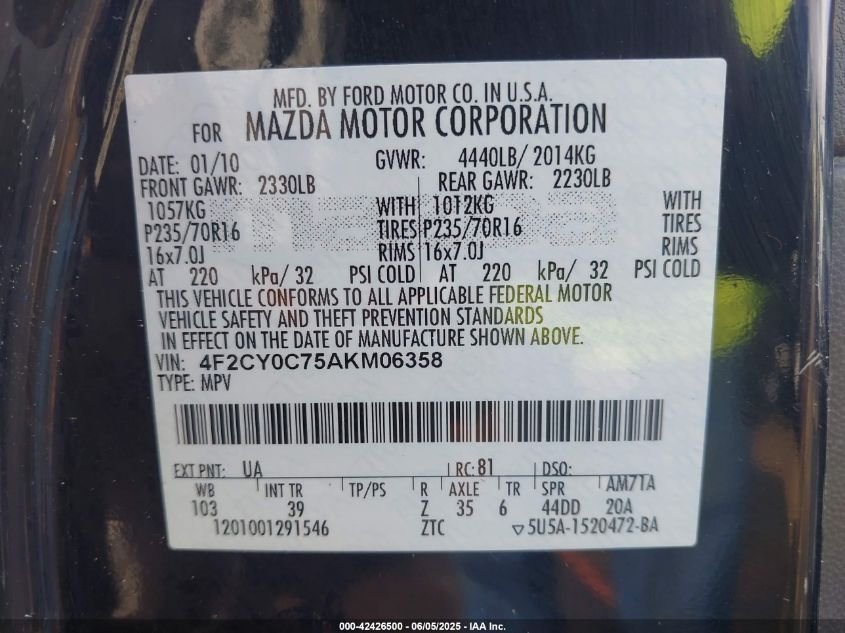 MFD. BY FORD MOTOR CO. IN U.S.A.
FOR MAZDA MOTOR CORPORATION
DATE: 01/10 GVWR: 4440LB/ 2014KG
FRONT GAWR: 2330LB REAR GAWR: 2230LB
1057KG WITH 1012KG WITH
P235/70R16 TIRES P235/70R16 TIRES
16x7.0J RIMS 16x7.0J RIMS
AT 220 kPa/ 32 PSI COLD AT 220 kPa/ 32 PSI COLD
THIS VEHICLE CONFORMS TO ALL APPLICABLE FEDERAL MOTOR
VEHICLE SAFETY AND THEFT PREVENTION STANDARDS
IN EFFECT ON THE DATE OF MANUFACTURE SHOWN ABOVE.
VIN: 4F2CY0C75AKM06358
TYPE: MPV
EXT PNT: UA RC: 81 DSO:
WB INT TR TP/PS R AXLE TR SPR AM71A
103 39 Z 35 6 44DD 20A
1201001291546 ZTC ▽5U5A-1520472-BA
000-42426500 - 06/05/2025 - IAA Inc.